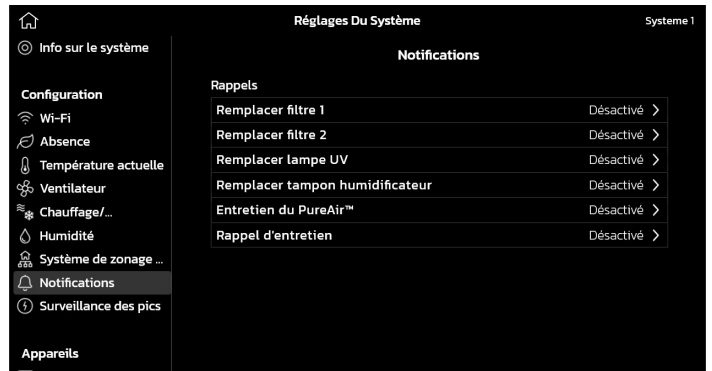 Réglages Du Système
Systeme 1
Info sur le système
Configuration
Wi-Fi
Absence
Température actuelle
Ventilateur
Chauffage/...
Humidité
Système de zonage ...
Notifications
Surveillance des pics
Appareils
Notifications
Rappels
Remplacer filtre 1 Désactivé
Remplacer filtre 2 Désactivé
Remplacer lampe UV Désactivé
Remplacer tampon humidificateur Désactivé
Entretien du PureAir™ Désactivé
Rappel d'entretien Désactivé